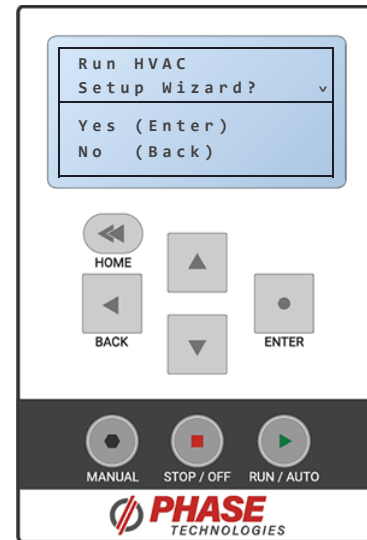 Run HVAC
Setup Wizard?
Yes (Enter)
No (Back)
HOME
BACK
ENTER
MANUAL STOP / OFF RUN / AUTO
PHASE
TECHNOLOGIES